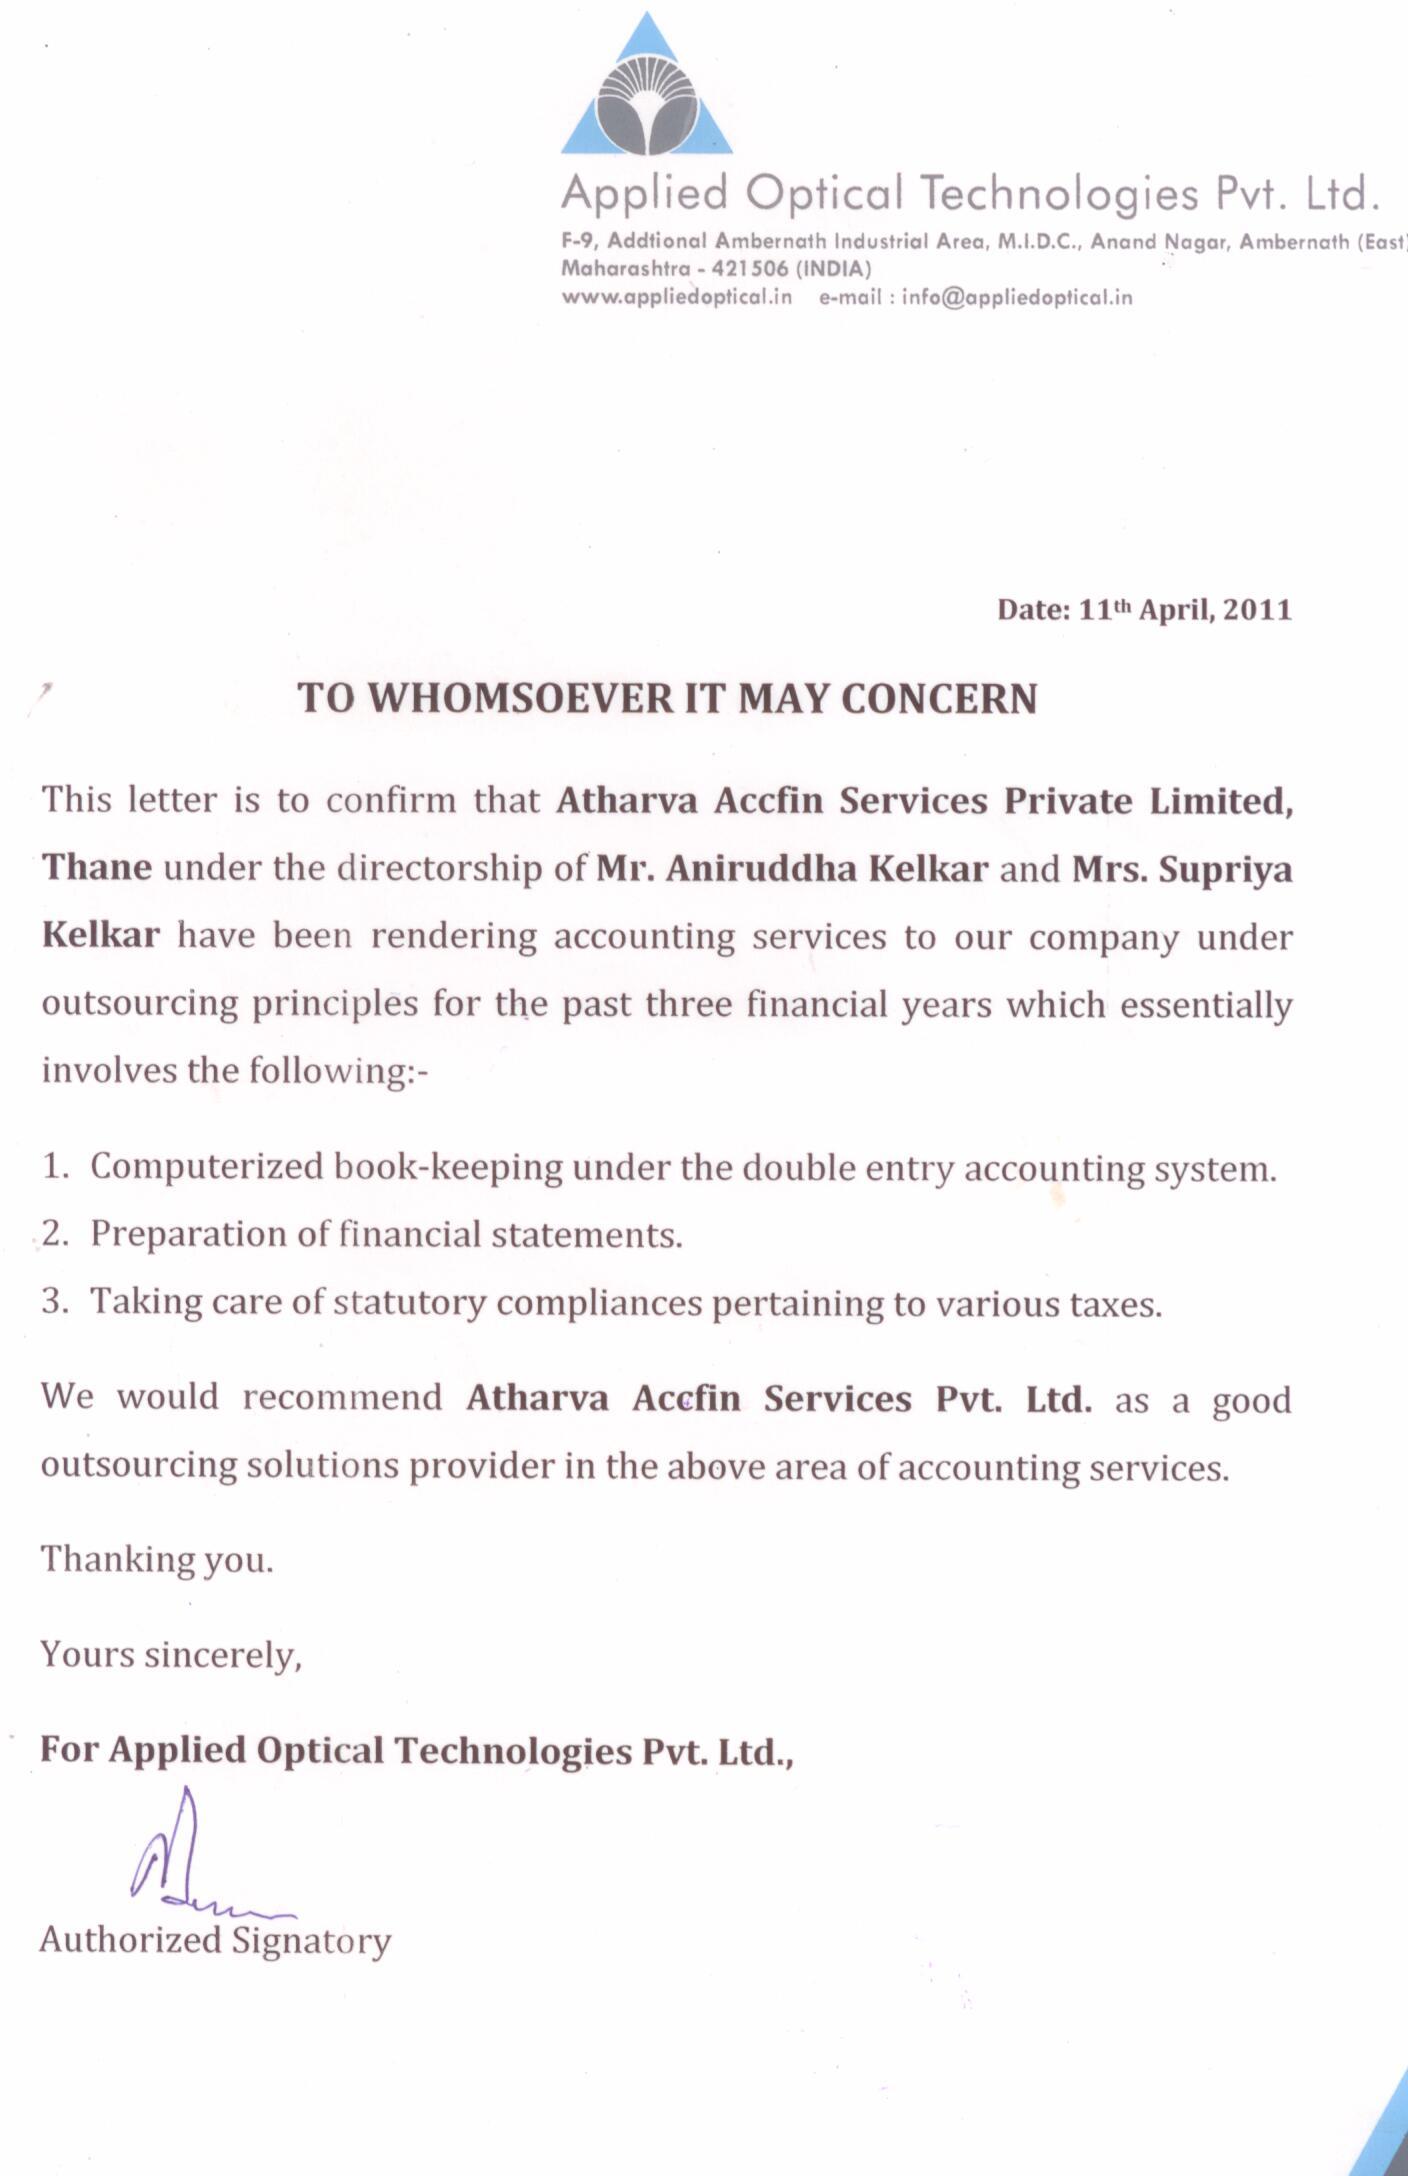 Applied Optical Technologies Pvt. Ltd.
F-9, Addtional Ambernath Industrial Area, M.I.D.C., Anand Nagar, Ambernath (East)
Maharashtra - 421506 (INDIA)
www.appliedoptical.in e-mail : info@appliedoptical.in
Date: 11th April, 2011
TO WHOMSOEVER IT MAY CONCERN
This letter is to confirm that Atharva Accfin Services Private Limited,
Thane under the directorship of Mr. Aniruddha Kelkar and Mrs. Supriya
Kelkar have been rendering accounting services to our company under
outsourcing principles for the past three financial years which essentially
involves the following:-
1. Computerized book-keeping under the double entry accounting system.
2. Preparation of financial statements.
3. Taking care of statutory compliances pertaining to various taxes.
We would recommend Atharva Accfin Services Pvt. Ltd. as a good
outsourcing solutions provider in the above area of accounting services.
Thanking you.
Yours sincerely,
For Applied Optical Technologies Pvt. Ltd.,
Authorized Signatory